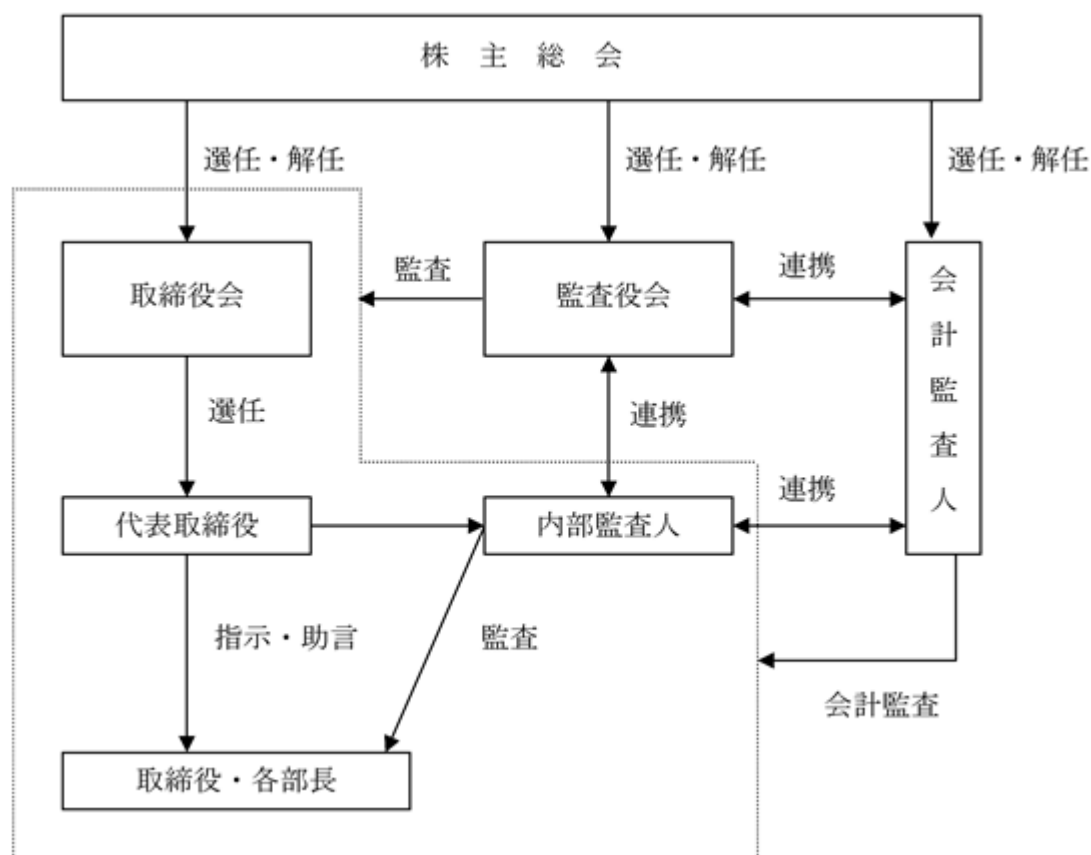 株主総会
選任・解任
選任・解任
選任・解任
取締役会
監査
監査役会
連携
会計監査人
選任
連携
代表取締役
内部監査人
連携
指示・助言
監査
会計監査
取締役・各部長